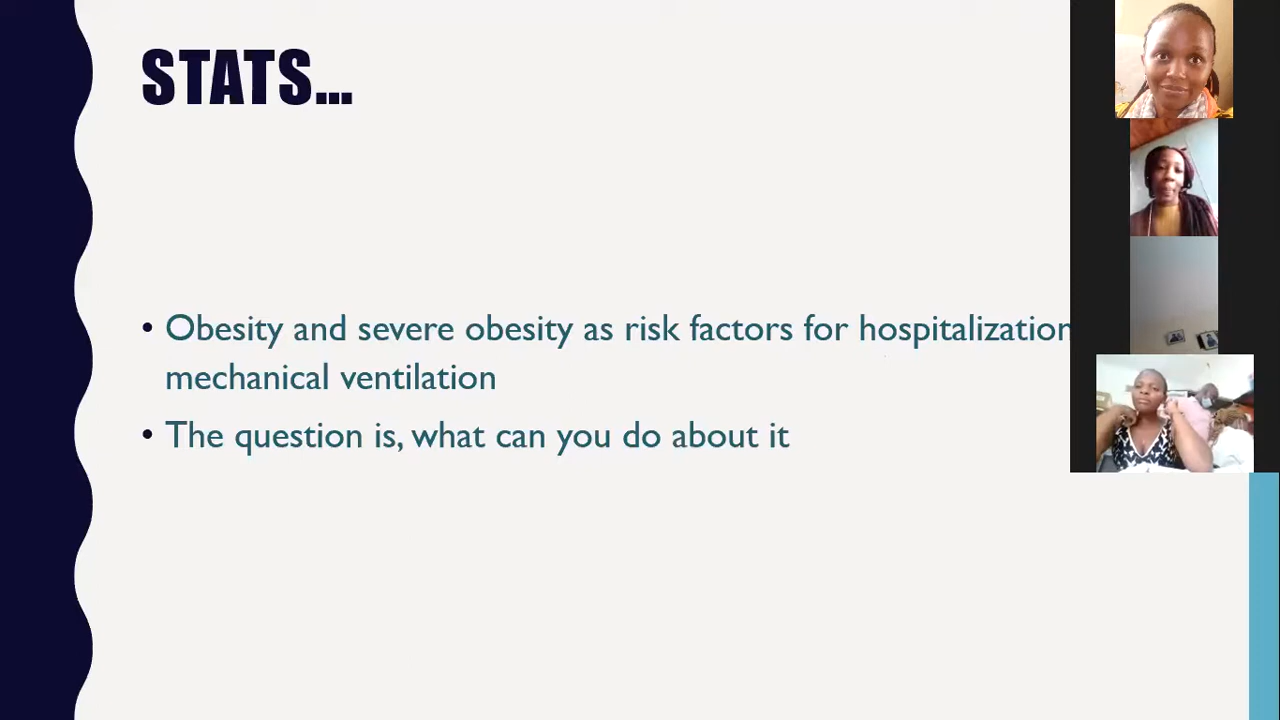 STATS...
• Obesity and severe obesity as risk factors for hospitalization
mechanical ventilation
• The question is, what can you do about it